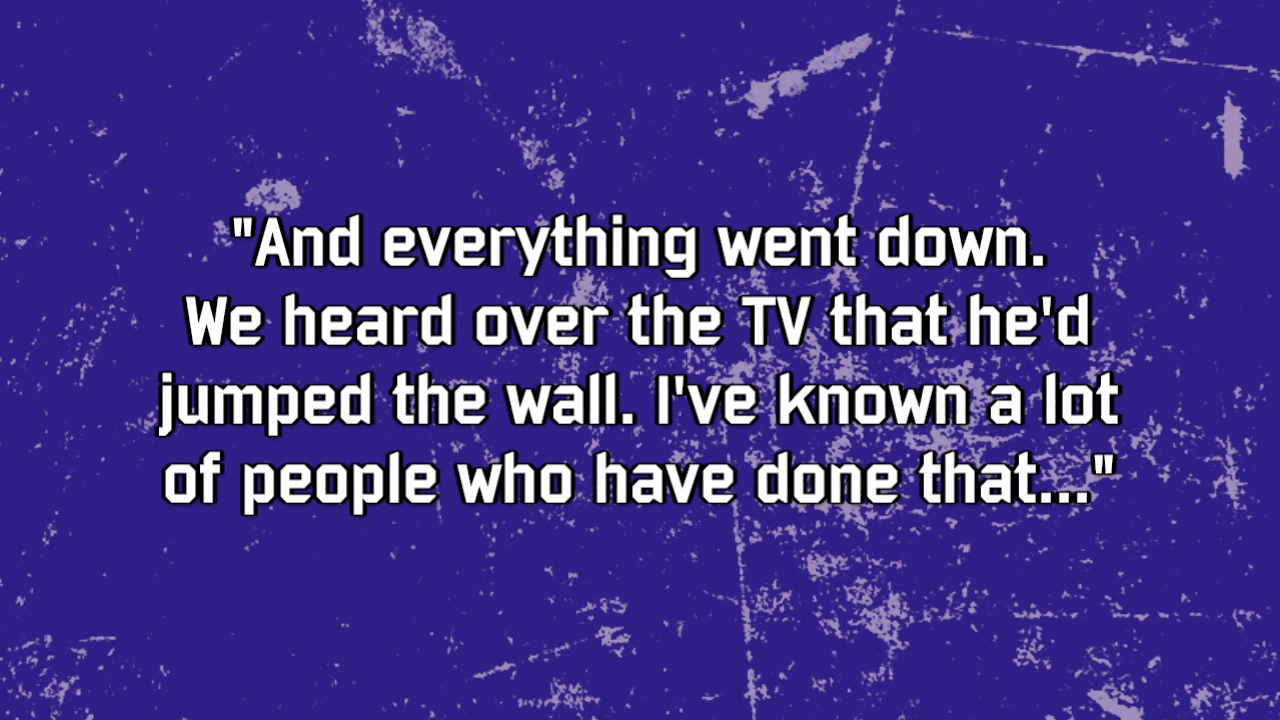 "And everything went down.
We heard over the TV that he'd
jumped the wall. I've known a lot
of people who have done that..."